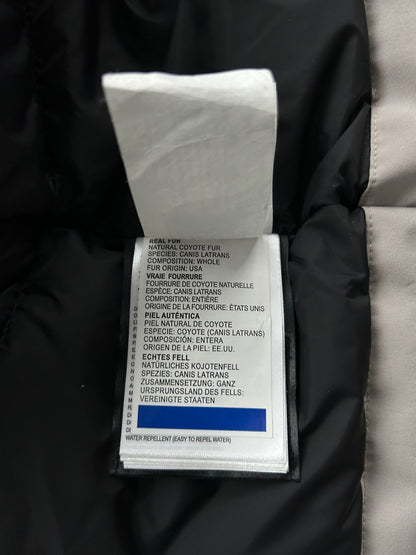 REAL FUR
NATURAL COYOTE FUR
SPECIES: CANIS LATRANS
COMPOSITION: WHOLE
FUR ORIGIN: USA
VRAIE FOURRURE
FOURRURE DE COYOTE NATURELLE
ESPÈCE: CANIS LATRANS
COMPOSITION: ENTIÈRE
ORIGINE DE LA FOURRURE: ÉTATS UNIS
PIEL AUTÉNTICA
PIEL NATURAL DE COYOTE
ESPECIE: COYOTE (CANIS LATRANS)
COMPOSICIÓN: ENTERA
ORIGEN DE LA PIEL: EE.UU.
ECHTES FELL
NATÜRLICHES KOJOTENFELL
SPEZIES: CANIS LATRANS
ZUSAMMENSETZUNG: GANZ
URSPRUNGSLAND DES FELLS:
VEREINIGTE STAATEN
WATER REPELLENT (EASY TO REPEL WATER)